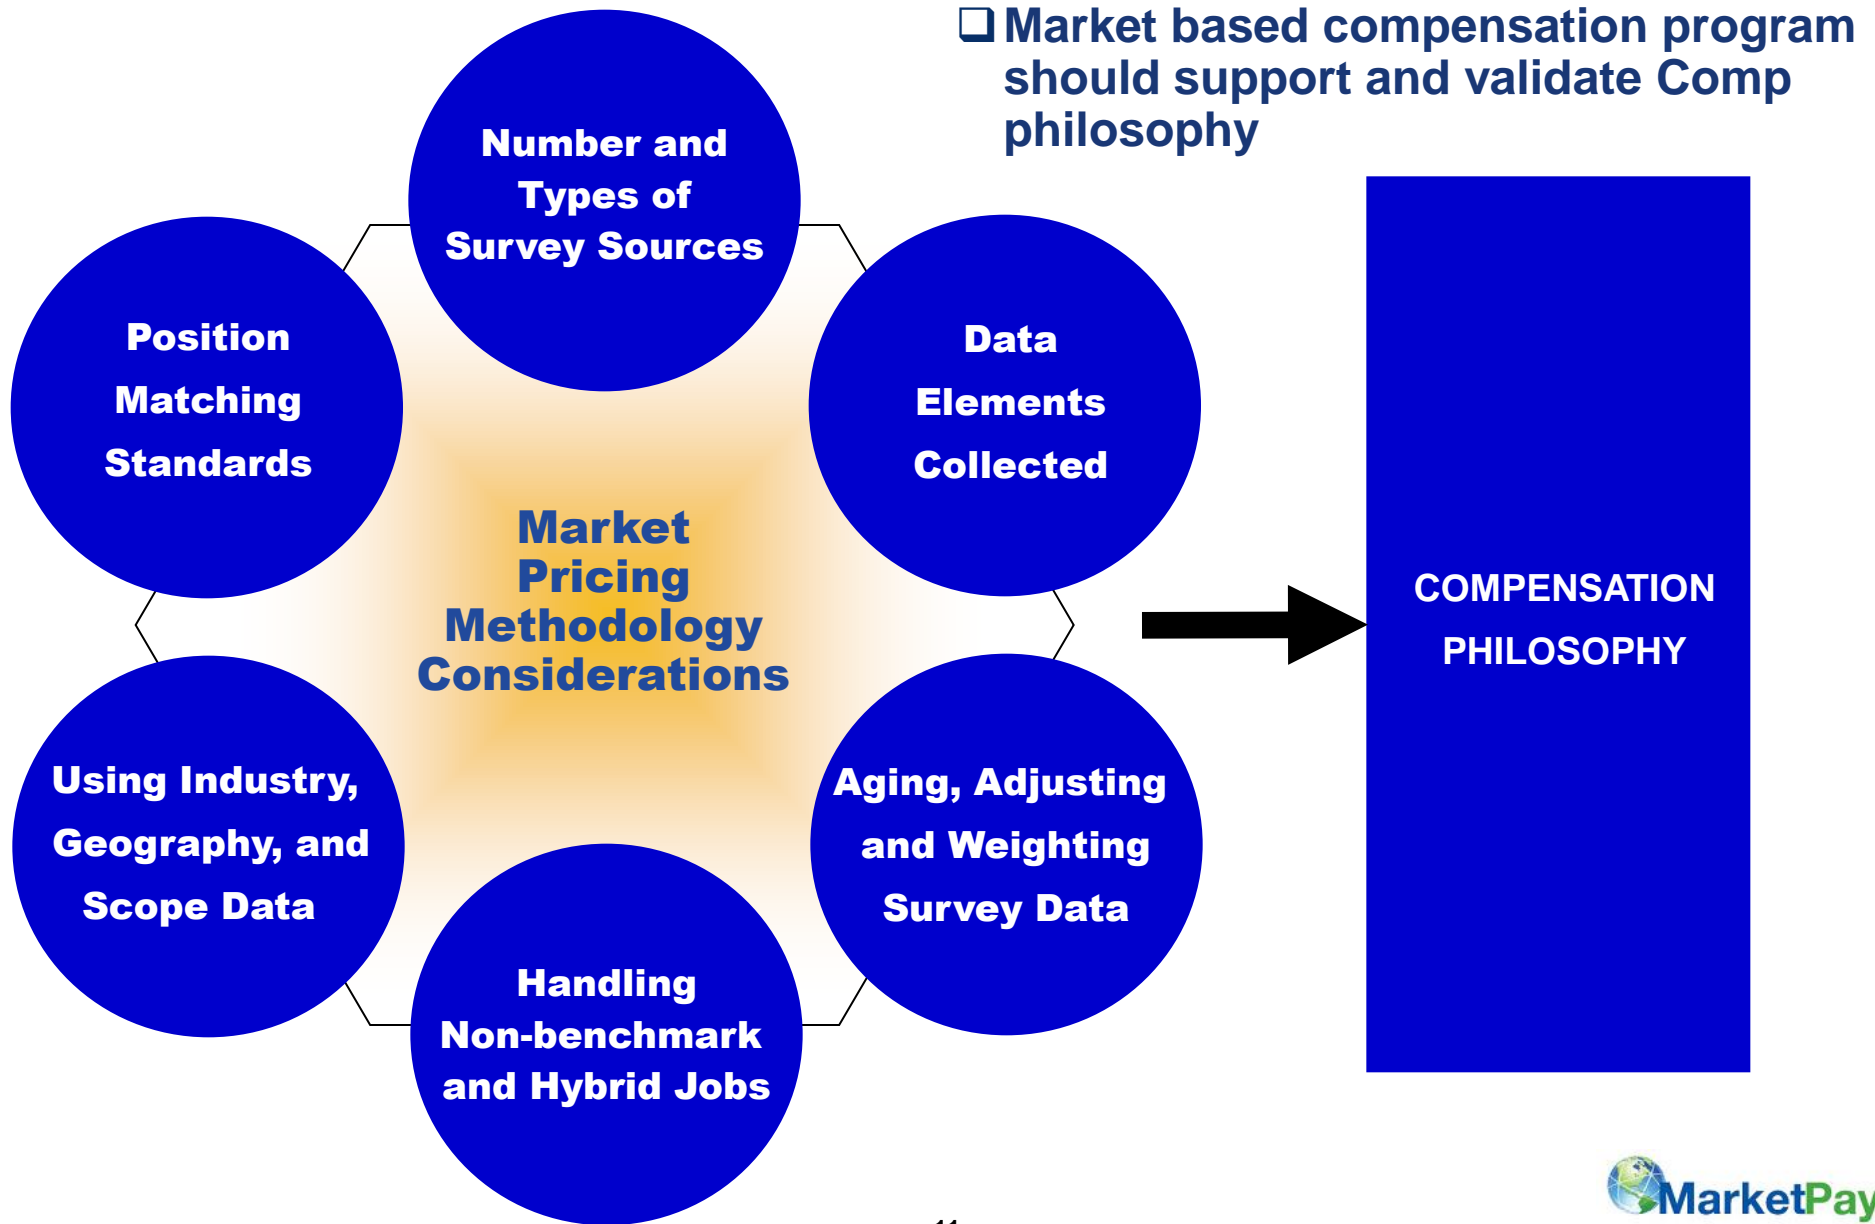 ❑ Market based compensation program
should support and validate Comp
philosophy
Number and
Types of
Survey Sources
Position
Matching
Standards
Data
Elements
Collected
Market
Pricing
Methodology
Considerations
COMPENSATION
PHILOSOPHY
Using Industry,
Geography, and
Scope Data
Aging, Adjusting
and Weighting
Survey Data
Handling
Non-benchmark
and Hybrid Jobs
MarketPay